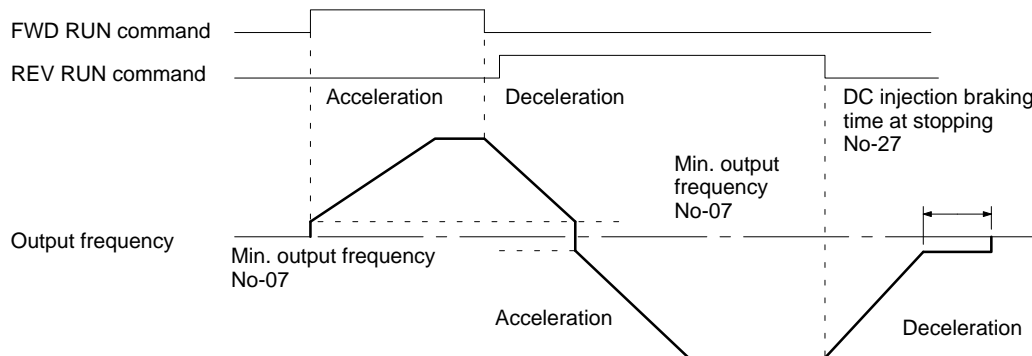 FWD RUN command
REV RUN command
Acceleration
Deceleration
DC injection braking
time at stopping
No-27
Min. output
frequency
No-07
Output frequency
Min. output frequency
No-07
Acceleration
Deceleration